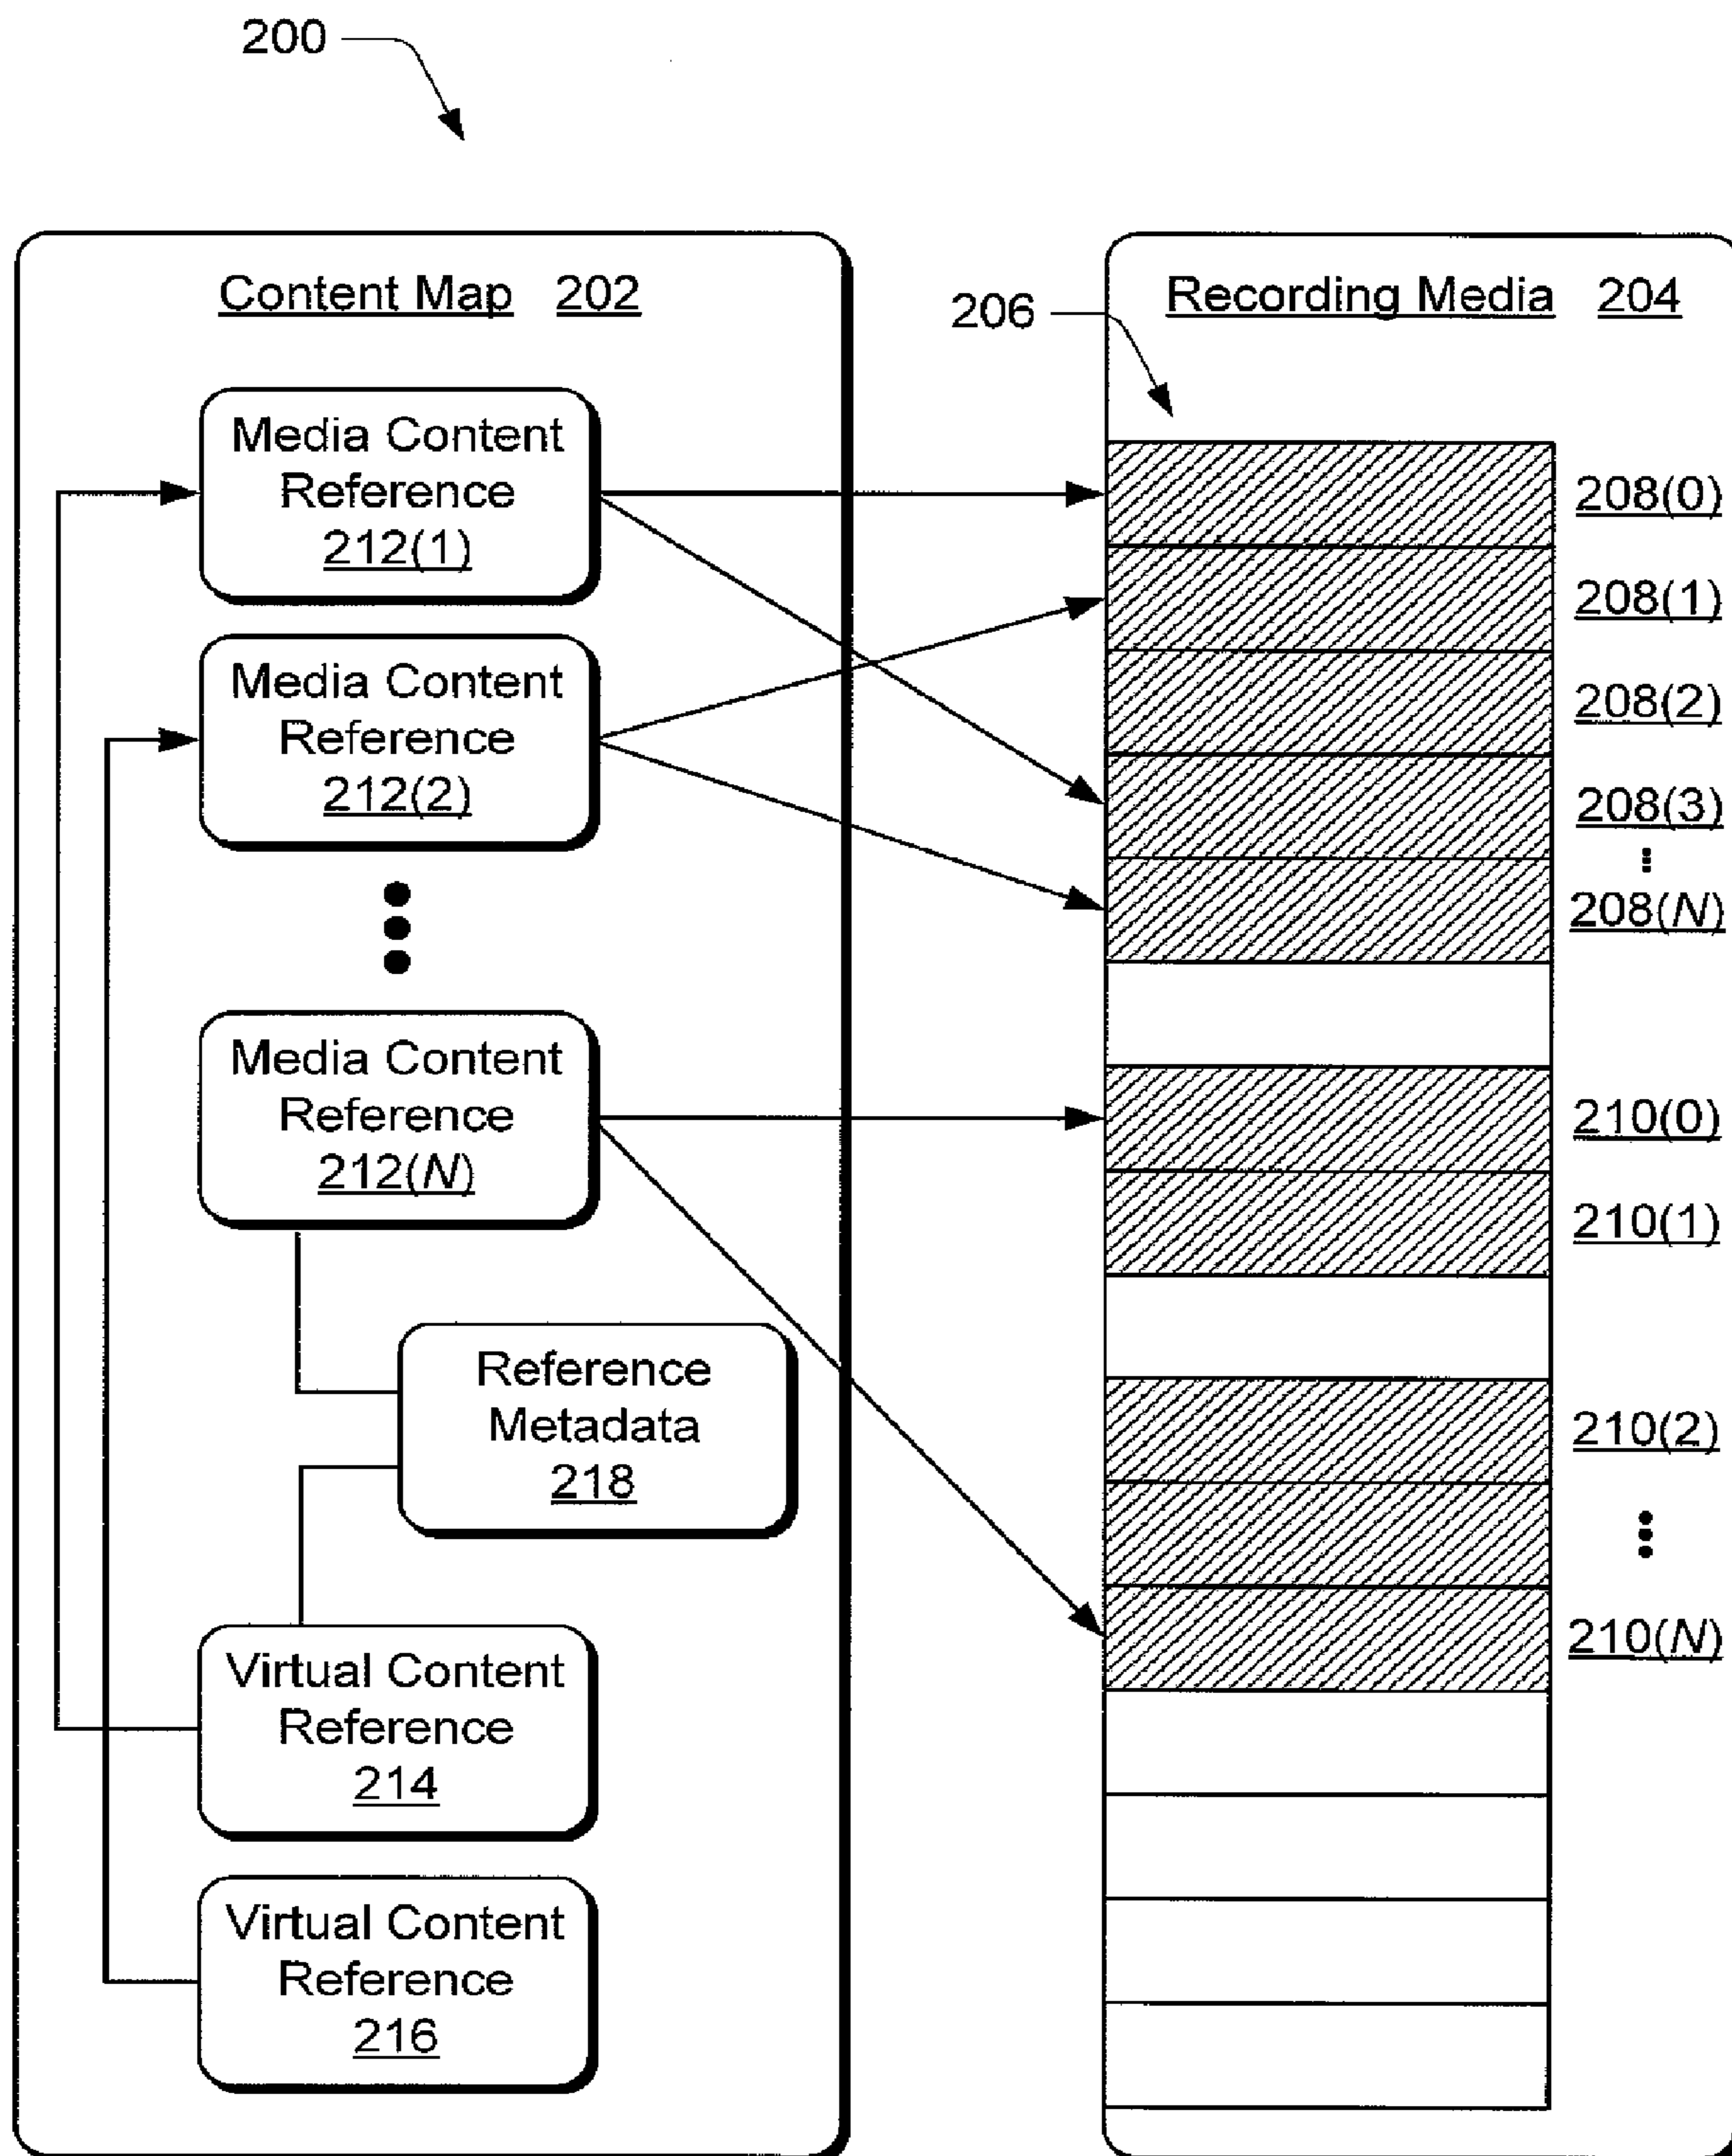 200
Content Map 202
Media Content
Reference
212(1)
Media Content
Reference
212(2)
Media Content
Reference
212(N)
Reference
Metadata
218
Virtual Content
Reference
214
Virtual Content
Reference
216
206
Recording Media 204
208(0)
208(1)
208(2)
208(3)
...
208(N)
210(0)
210(1)
210(2)
...
210(N)